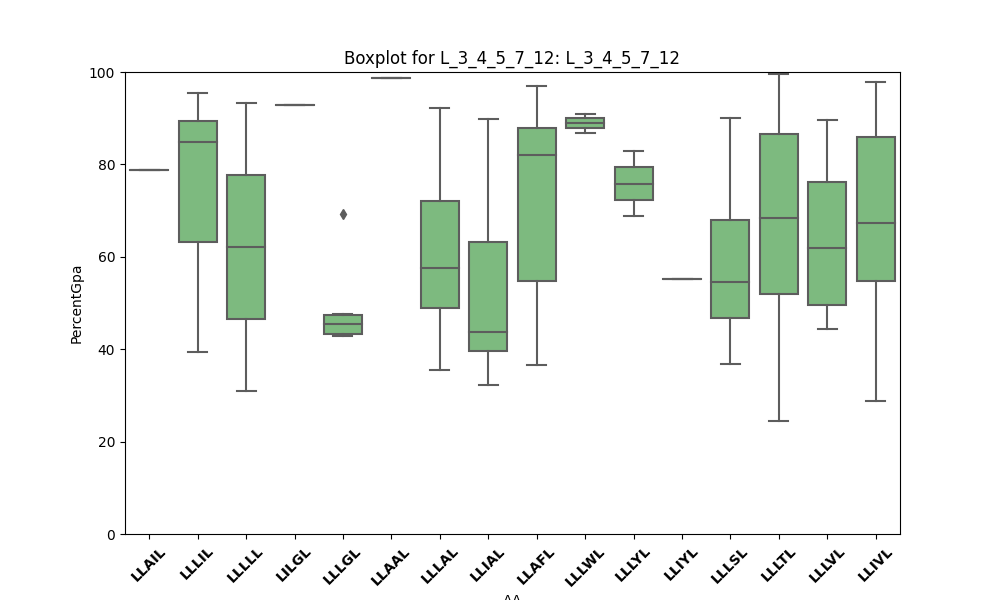 Boxplot for L_3_4_5_7_12: L_3_4_5_7_12
100
80
60
40
20
0
PercentGpa
LLAIL
LLLIL
LLLLL
LILGL
LLLGL
LLAAL
LLLAL
LLIAL
LLAFL
LLLWL
LLLYL
LLIYL
LLLSL
LLLTL
LLLVL
LLIVL
AA